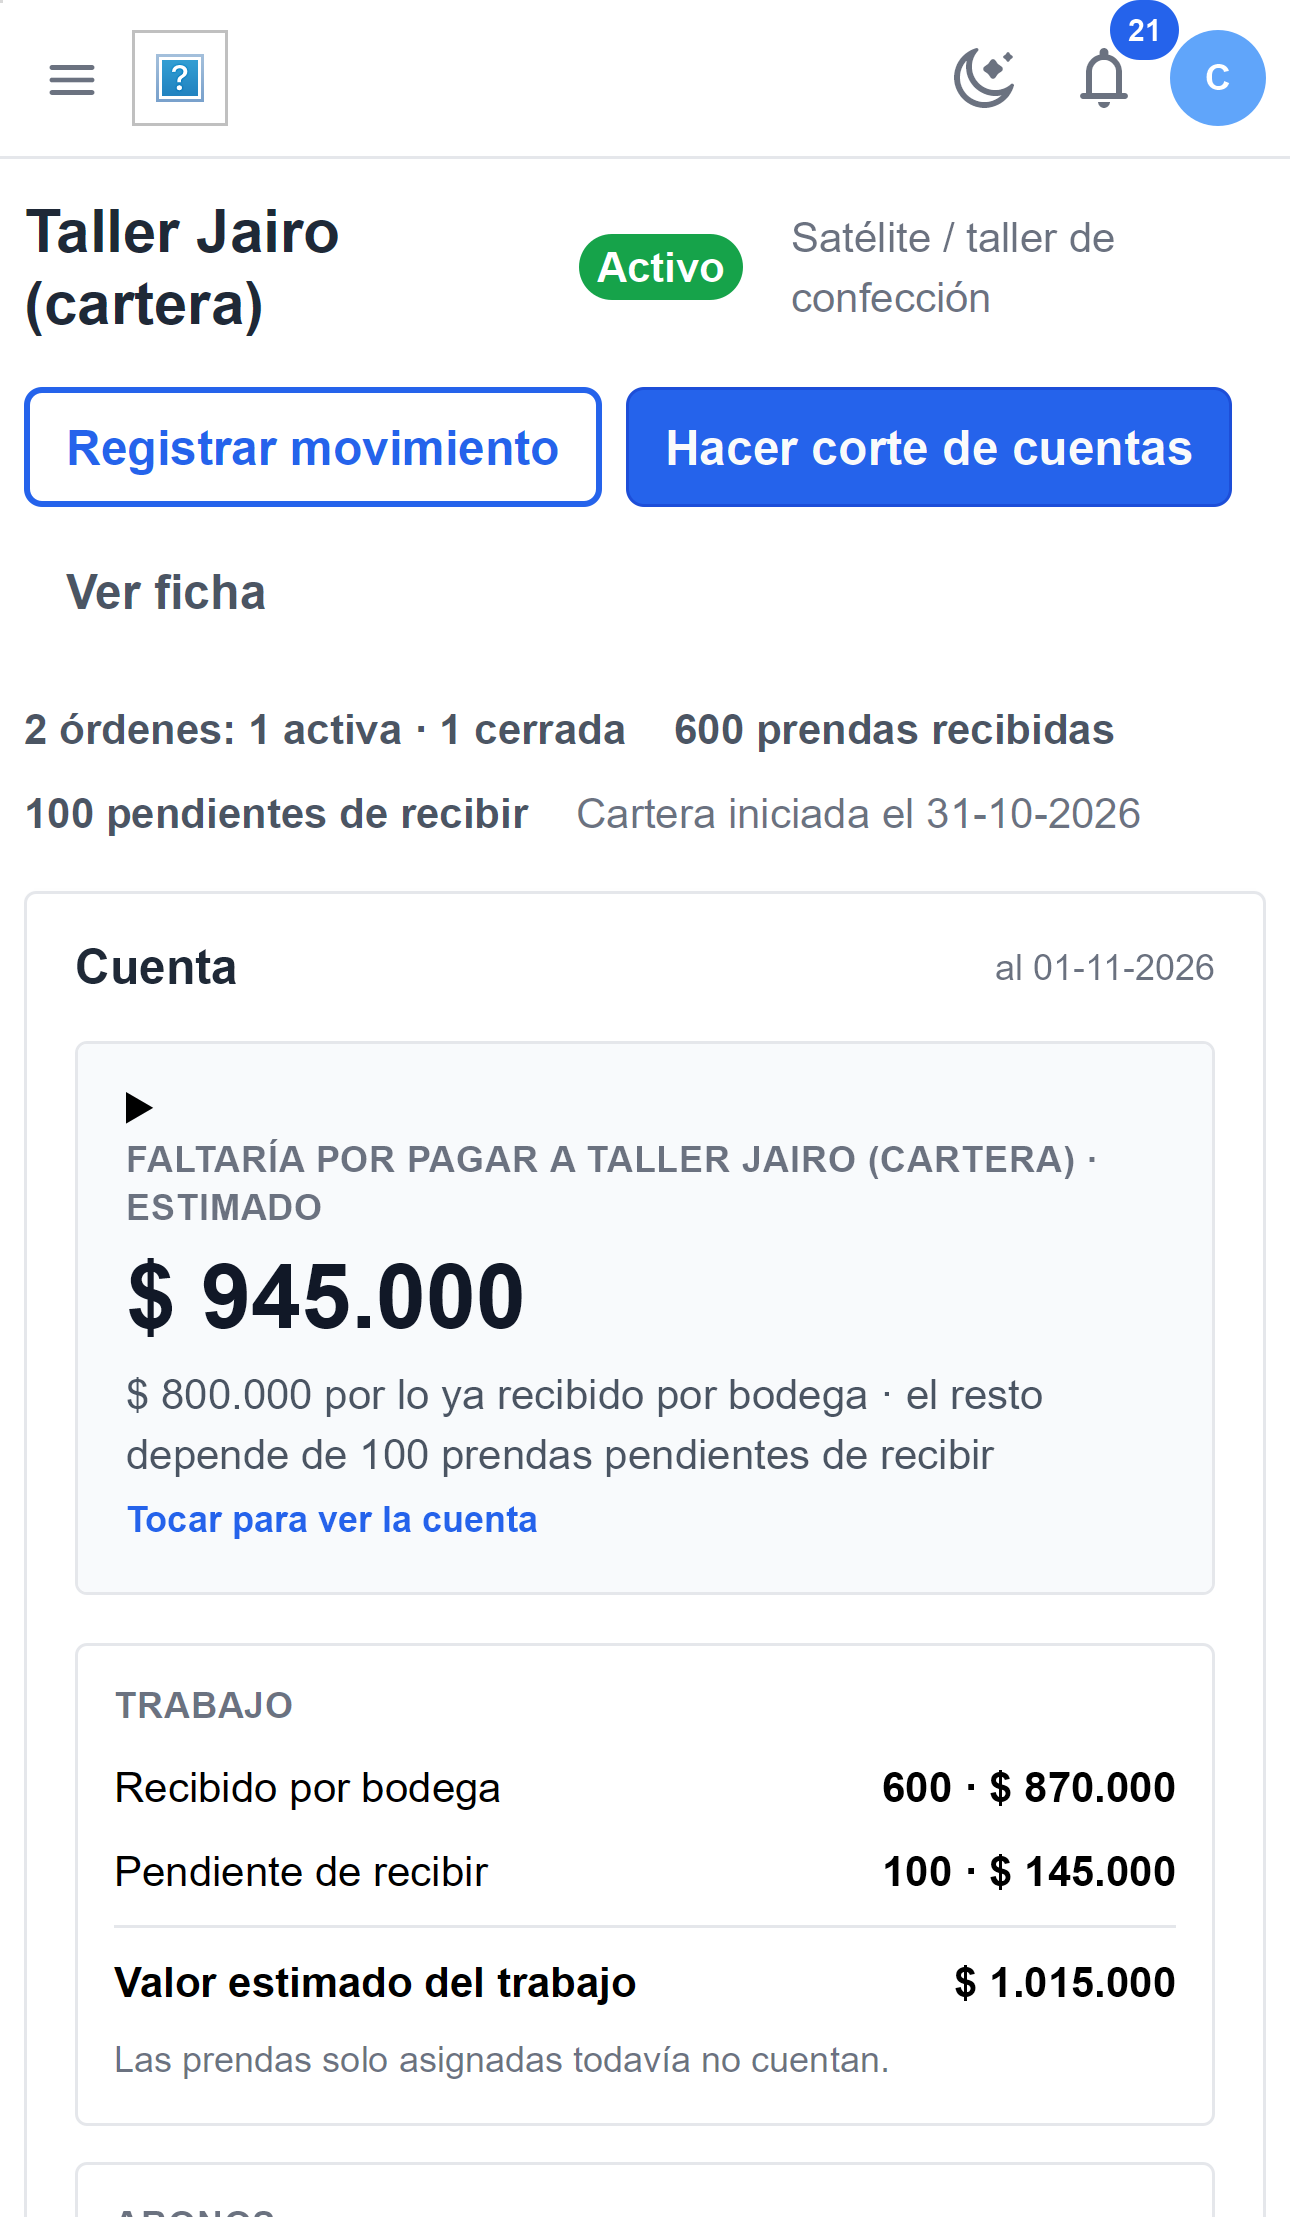 21
C
Taller Jairo
(cartera)
Activo
Satélite / taller de
confección
Registrar movimiento
Hacer corte de cuentas
Ver ficha
2 órdenes: 1 activa · 1 cerrada 600 prendas recibidas
100 pendientes de recibir Cartera iniciada el 31-10-2026
Cuenta al 01-11-2026
FALTARÍA POR PAGAR A TALLER JAIRO (CARTERA) ·
ESTIMADO
$ 945.000
$ 800.000 por lo ya recibido por bodega · el resto
depende de 100 prendas pendientes de recibir
Tocar para ver la cuenta
TRABAJO
Recibido por bodega 600 · $ 870.000
Pendiente de recibir 100 · $ 145.000
Valor estimado del trabajo $ 1.015.000
Las prendas solo asignadas todavía no cuentan.
ABONOS